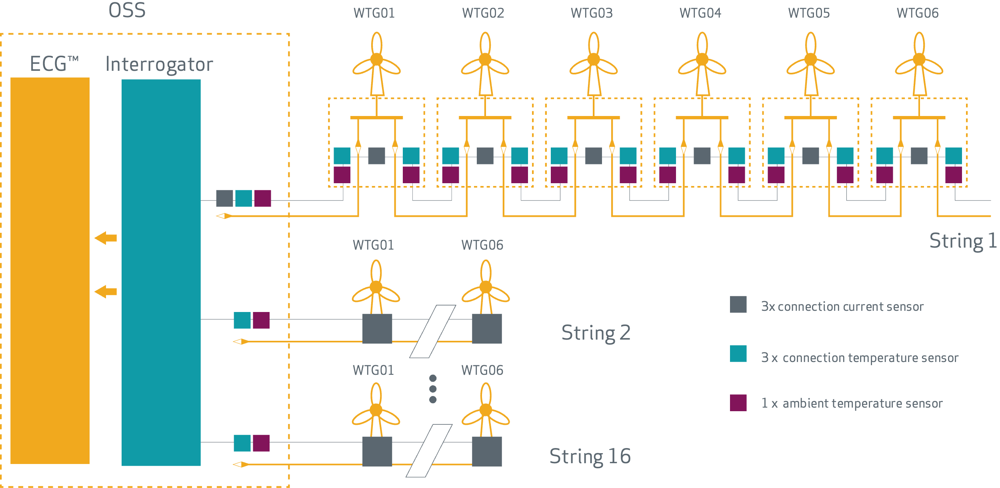 OSS
WTG01
WTG02
WTG03
WTG04
WTG05
WTG06
ECG™
Interrogator
String 1
WTG01
WTG06
3x connection current sensor
String 2
3 x connection temperature sensor
WTG01
WTG06
1 x ambient temperature sensor
String 16